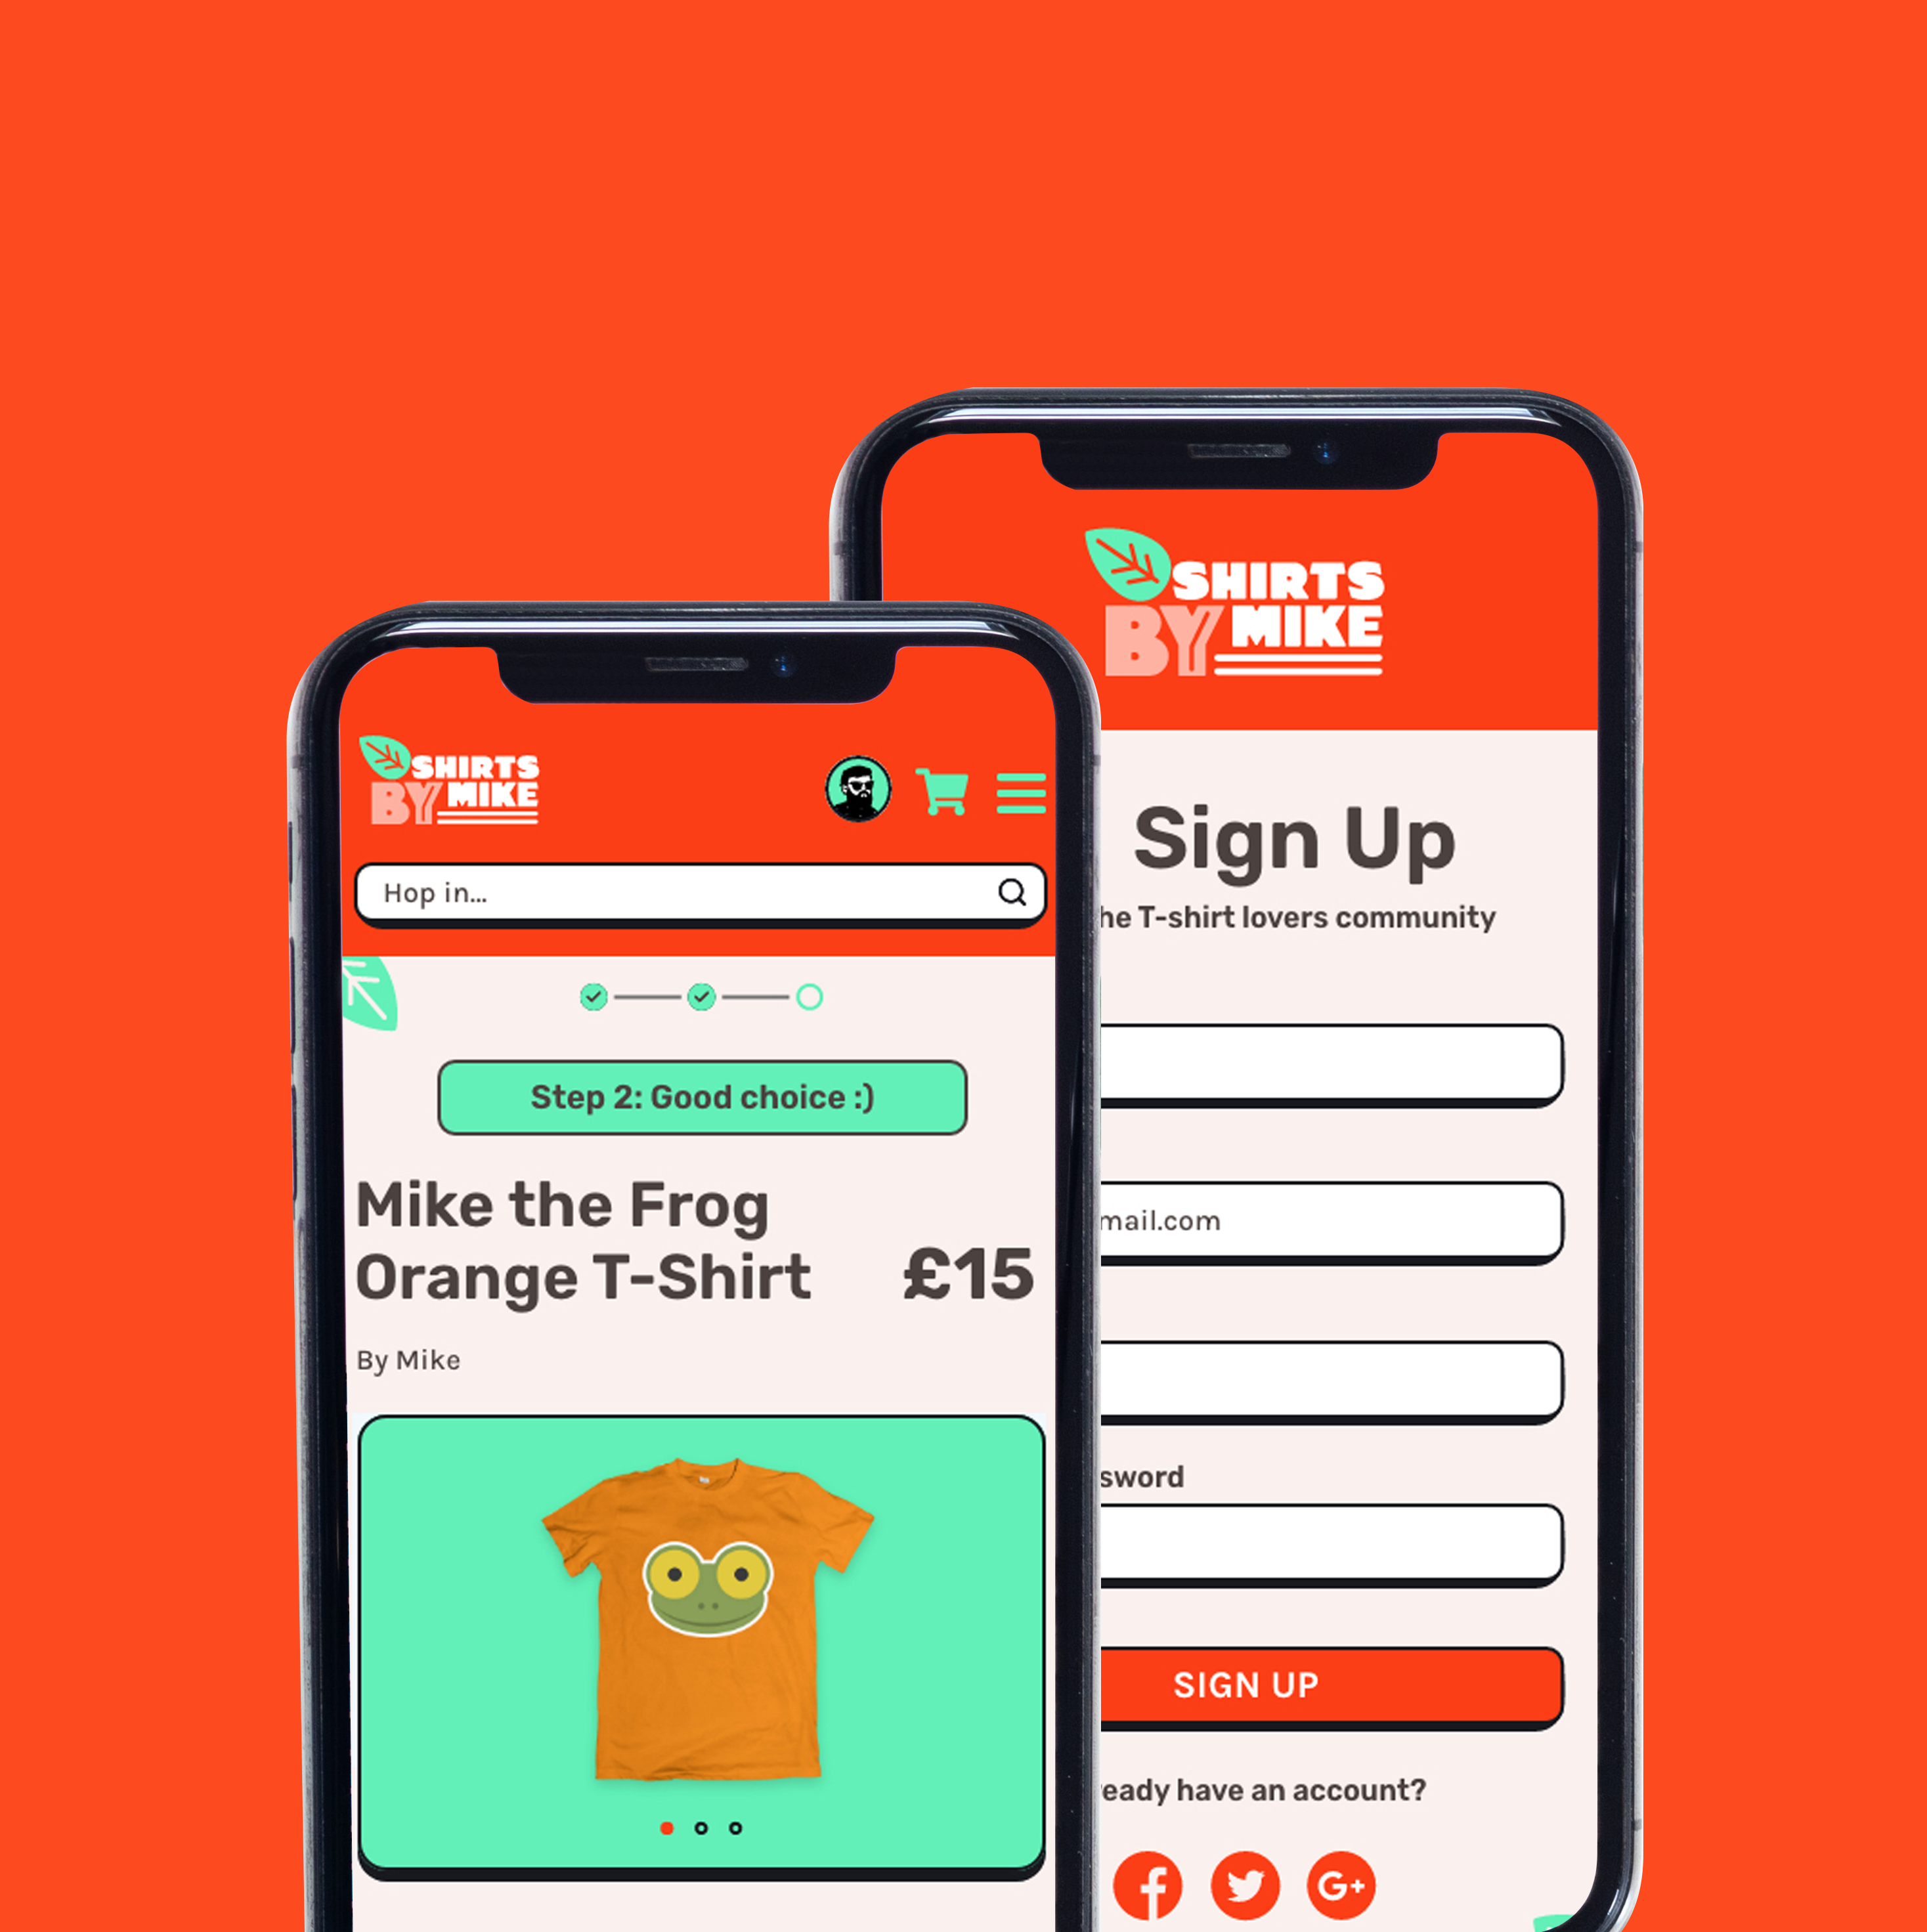 SHIRTS
BY MIKE
Hop in...
Step 2: Good choice :)
Mike the Frog
Orange T-Shirt £15
By Mike
SHIRTS
BY MIKE
Sign Up
he T-shirt lovers community
mail.com
sword
SIGN UP
eady have an account?
G+